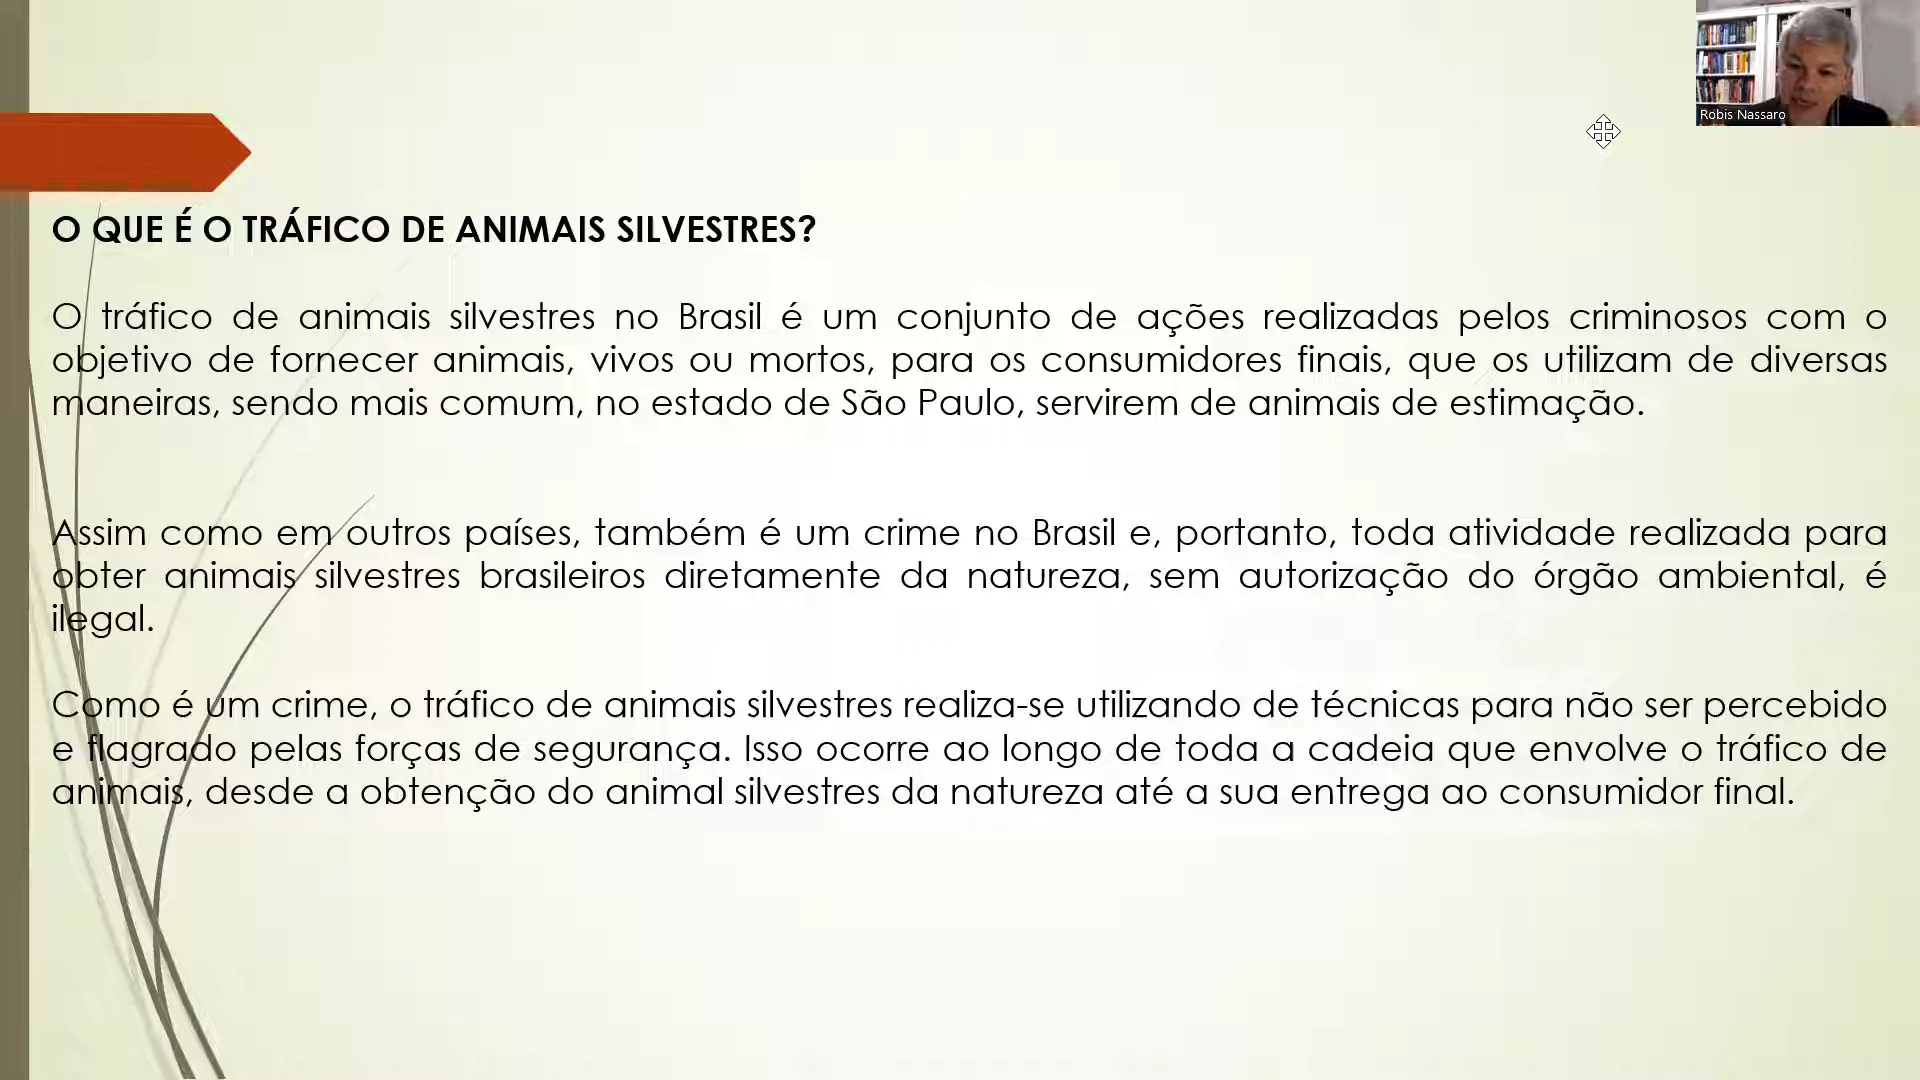 Robis Nassaro
O QUE É O TRÁFICO DE ANIMAIS SILVESTRES?
O tráfico de animais silvestres no Brasil é um conjunto de ações realizadas pelos criminosos com o
objetivo de fornecer animais, vivos ou mortos, para os consumidores finais, que os utilizam de diversas
maneiras, sendo mais comum, no estado de São Paulo, servirem de animais de estimação.
Assim como em outros países, também é um crime no Brasil e, portanto, toda atividade realizada para
obter animais silvestres brasileiros diretamente da natureza, sem autorização do órgão ambiental, é
ilegal.
Como é um crime, o tráfico de animais silvestres realiza-se utilizando de técnicas para não ser percebido
e flagrado pelas forças de segurança. Isso ocorre ao longo de toda a cadeia que envolve o tráfico de
animais, desde a obtenção do animal silvestres da natureza até a sua entrega ao consumidor final.